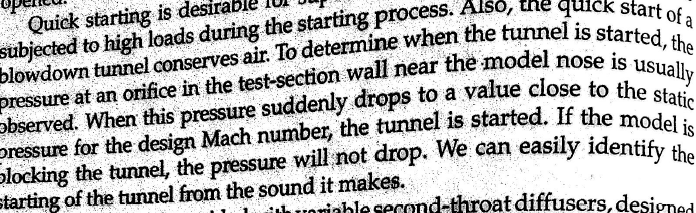 opened.
Quick starting is desirable for
subjected to high loads during the starting process. Also, the quick start of a
blowdown tunnel conserves air. To determine when the tunnel is started, the
pressure at an orifice in the test-section wall near the model nose is usually
observed. When this pressure suddenly drops to a value close to the static
pressure for the design Mach number, the tunnel is started. If the model is
blocking the tunnel, the pressure will not drop. We can easily identify the
starting of the tunnel from the sound it makes.
with variable second-throat diffusers, designed